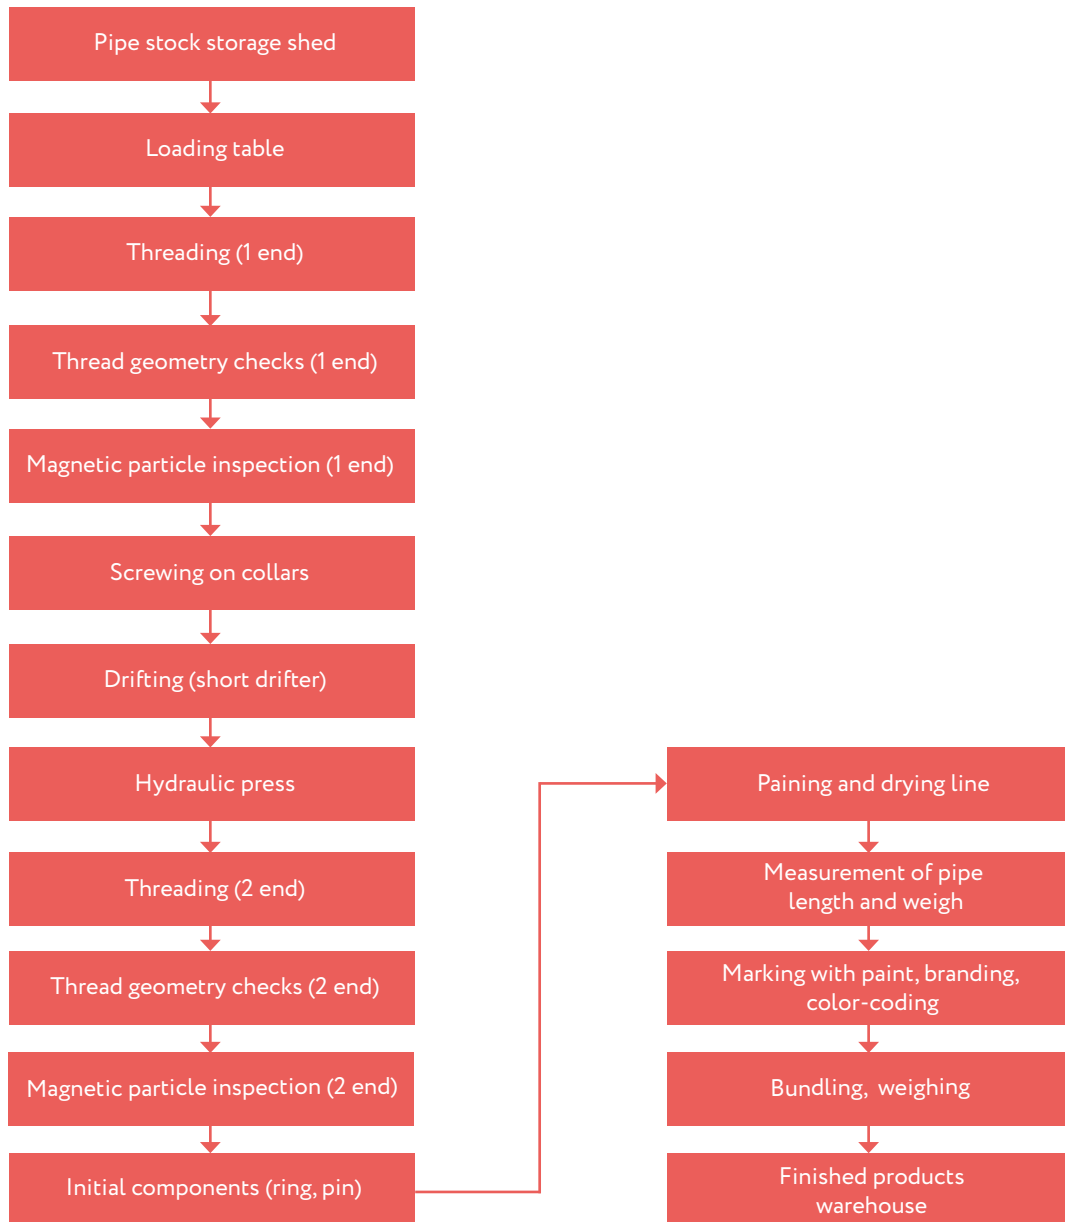 Pipe stock storage shed
Loading table
Threading (1 end)
Thread geometry checks (1 end)
Magnetic particle inspection (1 end)
Screwing on collars
Drifting (short drifter)
Hydraulic press
Threading (2 end)
Thread geometry checks (2 end)
Magnetic particle inspection (2 end)
Initial components (ring, pin)
Paining and drying line
Measurement of pipe
length and weigh
Marking with paint, branding,
color-coding
Bundling, weighing
Finished products
warehouse